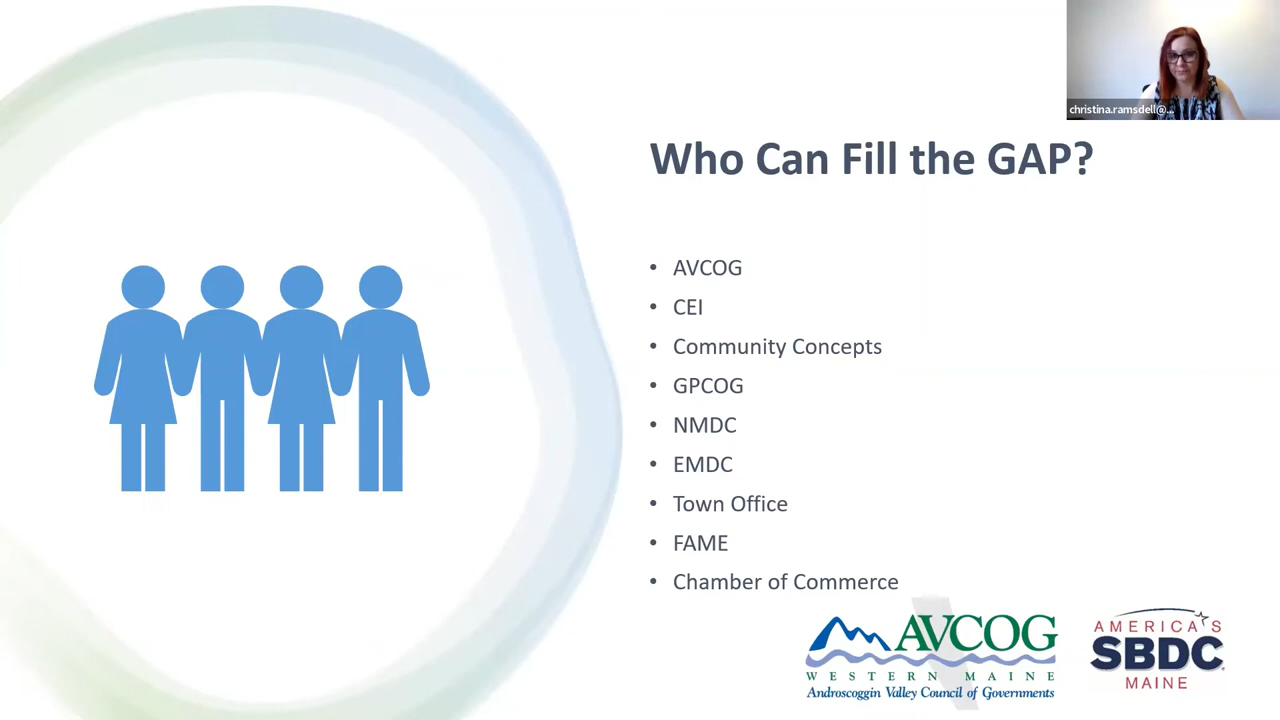 christina.ramsdell@...
Who Can Fill the GAP?
• AVCOG
• CEI
• Community Concepts
• GPCOG
• NMDC
• EMDC
• Town Office
• FAME
• Chamber of Commerce
AVCOG
WESTERN MAINE
Androscoggin Valley Council of Governments
AMERICA'S
SBDC
MAINE